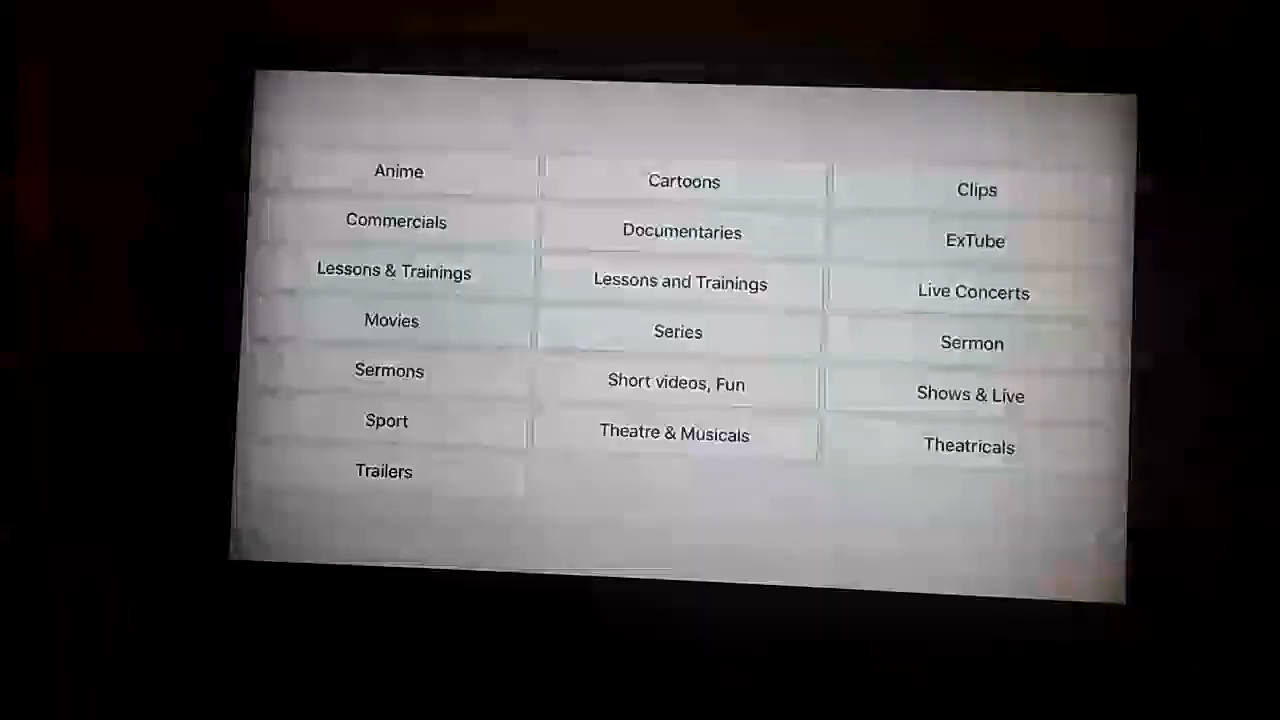 Anime
Cartoons
Clips
Commercials
Documentaries
ExTube
Lessons & Trainings
Lessons and Trainings
Live Concerts
Movies
Series
Sermon
Sermons
Short videos, Fun
Shows & Live
Sport
Theatre & Musicals
Theatricals
Trailers